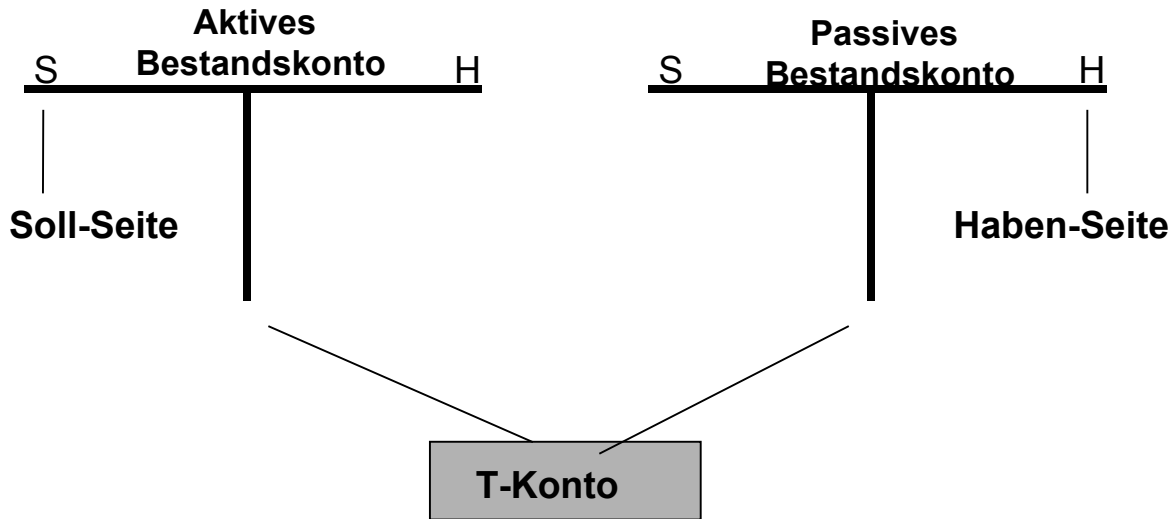 Aktives
S Bestandskonto H
Passives
S Bestandskonto H
Soll-Seite
Haben-Seite
T-Konto